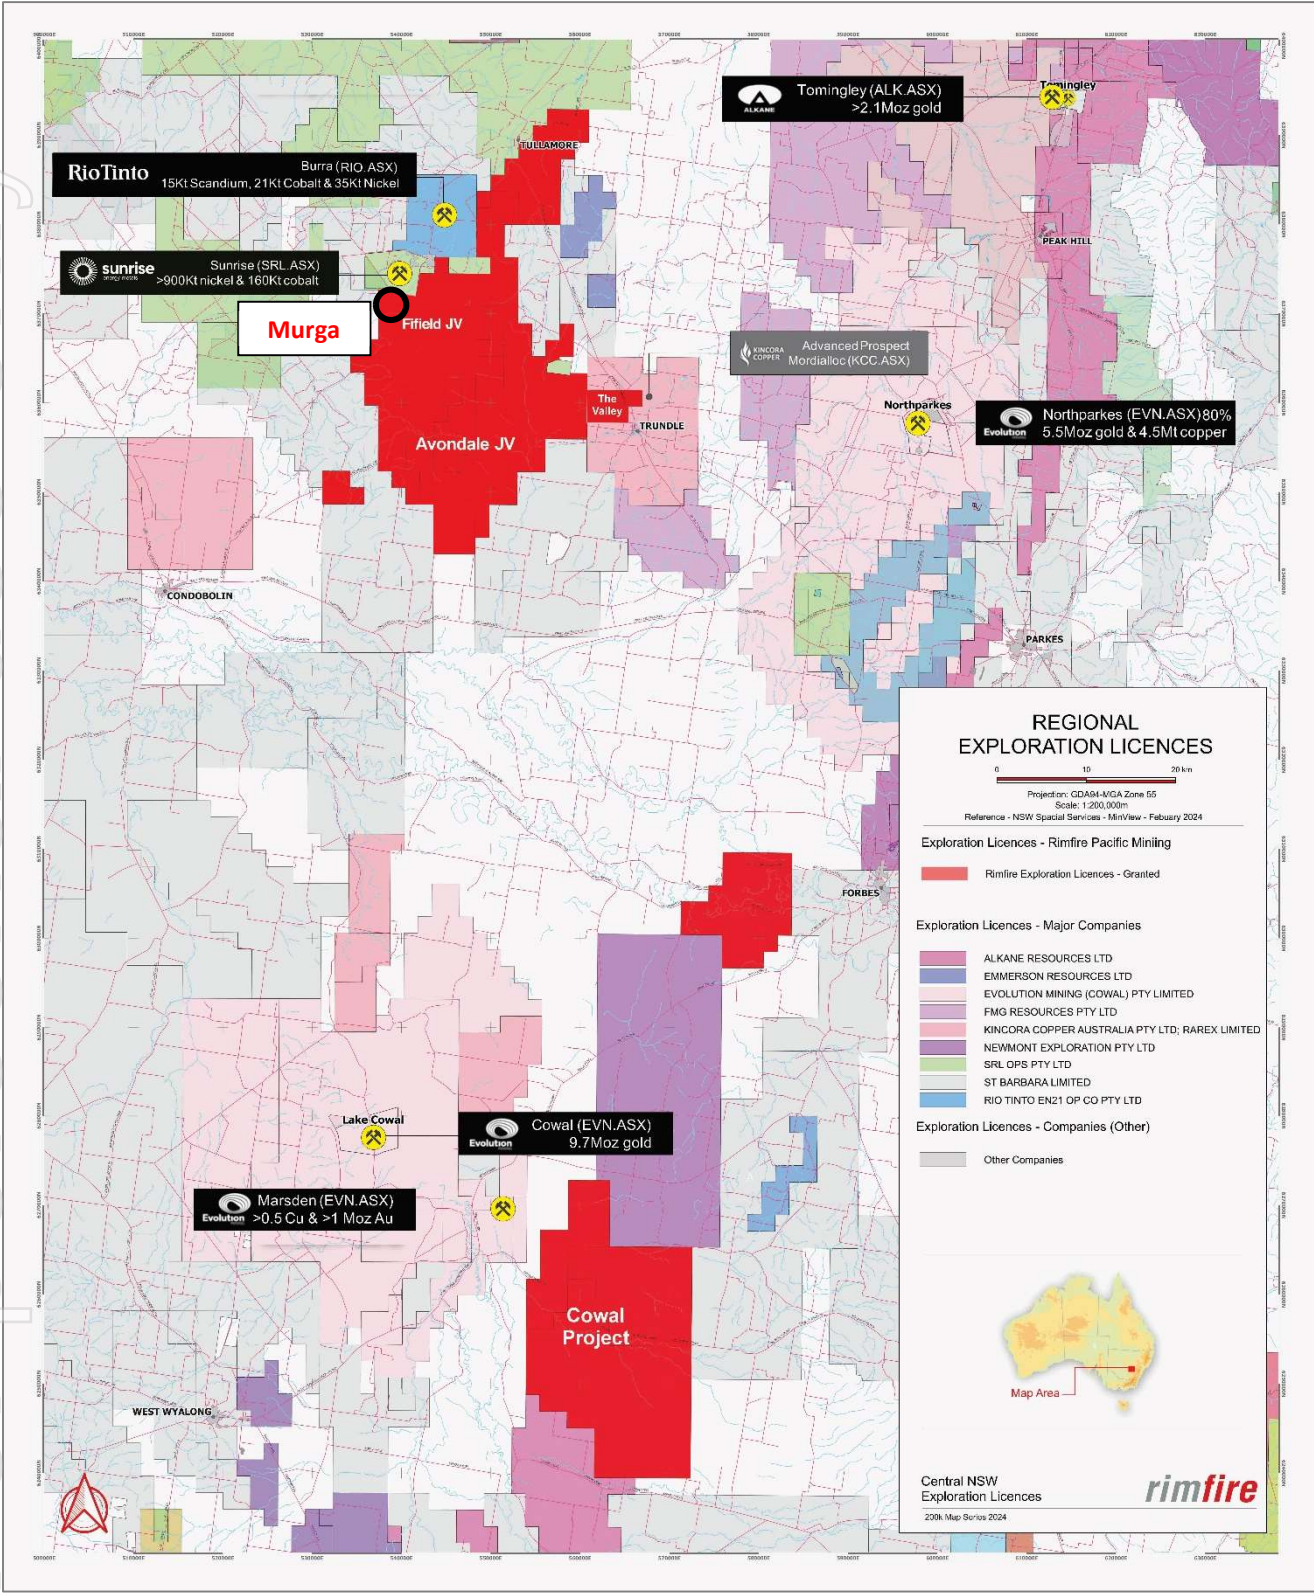 Tomingley
ALKANE
Tomingley (ALK.ASX)
>2.1Moz gold
TULLAMORE
RioTinto
Burra (RIO.ASX)
15Kt Scandium, 21Kt Cobalt & 35Kt Nickel
PEAK HILL
sunrise
energy metals
Sunrise (SRL.ASX)
>900Kt nickel & 160Kt cobalt
Murga
Fifield JV
KINCORA
COPPER
Advanced Prospect
Mordialloc (KCC.ASX)
The
Valley
TRUNDLE
Avondale JV
Northparkes
Evolution
Northparkes (EVN.ASX) 80%
5.5Moz gold & 4.5Mt copper
CONDOBOLIN
PARKES
FORBES
Lake Cowal
Evolution
Cowal (EVN.ASX)
9.7Moz gold
Evolution
Marsden (EVN.ASX)
>0.5 Cu & >1 Moz Au
Cowal
Project
WEST WYALONG
REGIONAL
EXPLORATION LICENCES
0 10 20 km
Projection: GDA94-MGA Zone 55
Scale: 1:200,000m
Reference - NSW Spacial Services - MinView - Febuary 2024
Exploration Licences - Rimfire Pacific Mining
Rimfire Exploration Licences - Granted
Exploration Licences - Major Companies
ALKANE RESOURCES LTD
EMMERSON RESOURCES LTD
EVOLUTION MINING (COWAL) PTY LIMITED
FMG RESOURCES PTY LTD
KINCORA COPPER AUSTRALIA PTY LTD; RAREX LIMITED
NEWMONT EXPLORATION PTY LTD
SRL OPS PTY LTD
ST BARBARA LIMITED
RIO TINTO EN21 OP CO PTY LTD
Exploration Licences - Companies (Other)
Other Companies
Map Area
Central NSW
Exploration Licences
200k Map Series 2024
rimfire